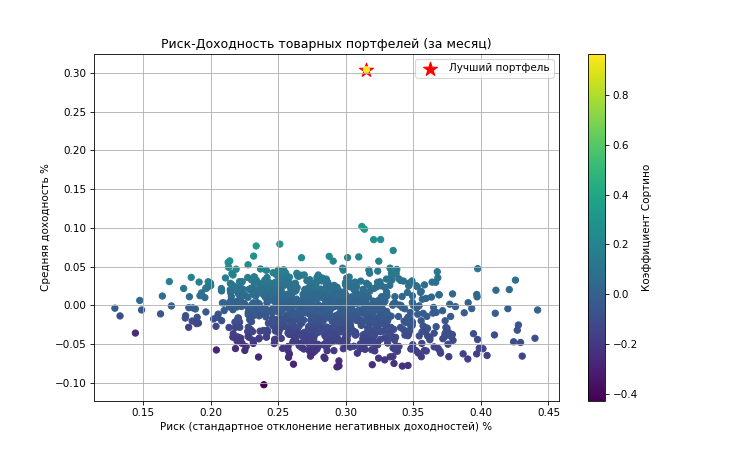 Риск-Доходность товарных портфелей (за месяц)
Лучший портфель
Средняя доходность %
0.30
0.25
0.20
0.15
0.10
0.05
0.00
−0.05
−0.10
0.15 0.20 0.25 0.30 0.35 0.40 0.45
Риск (стандартное отклонение негативных доходностей) %
0.8
0.6
0.4
0.2
0.0
−0.2
−0.4
Коэффициент Сортино